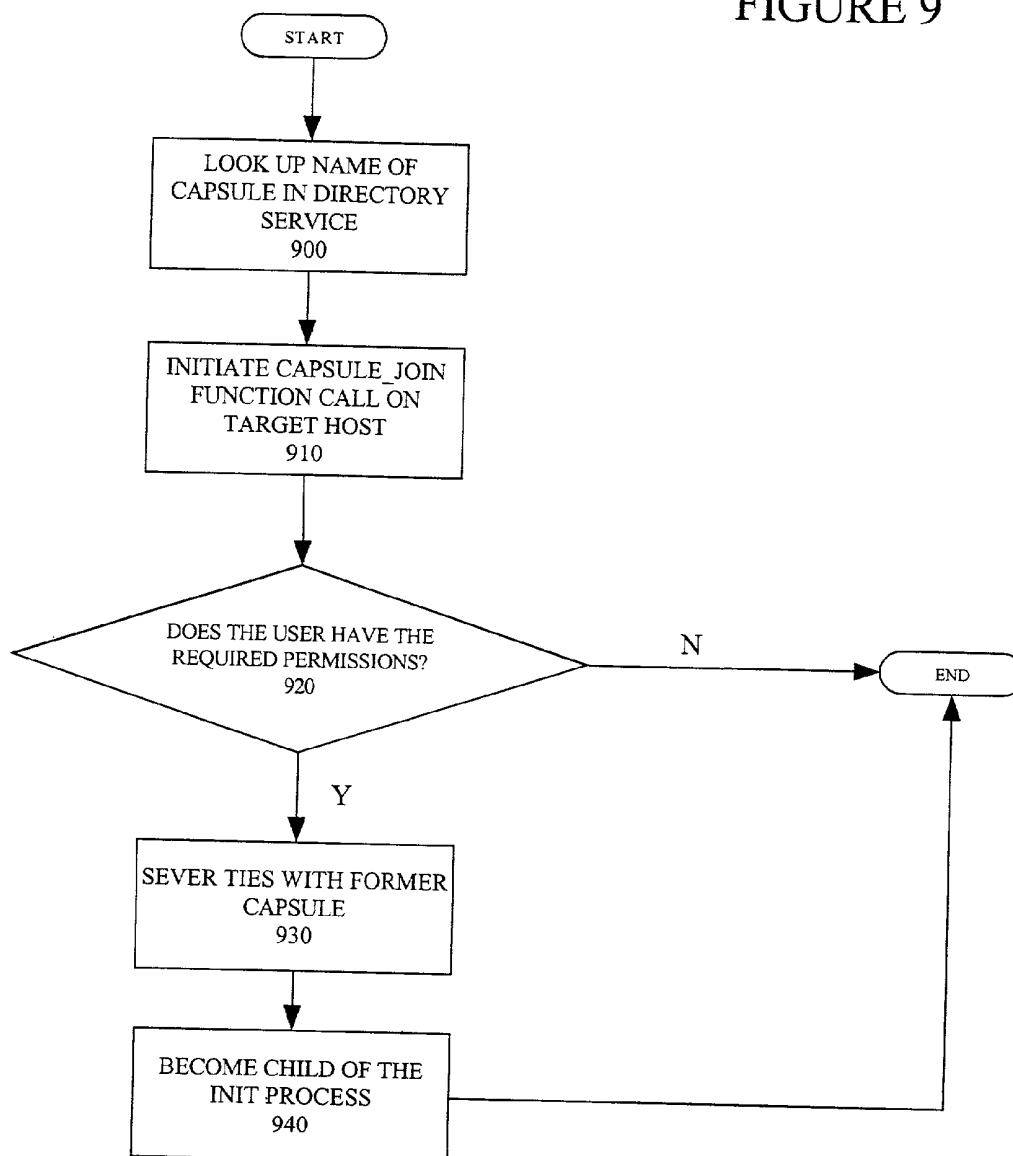 FIGURE 9
START
LOOK UP NAME OF
CAPSULE IN DIRECTORY
SERVICE
900
INITIATE CAPSULE_JOIN
FUNCTION CALL ON
TARGET HOST
910
DOES THE USER HAVE THE
REQUIRED PERMISSIONS?
920
N
END
Y
SEVER TIES WITH FORMER
CAPSULE
930
BECOME CHILD OF THE
INIT PROCESS
940